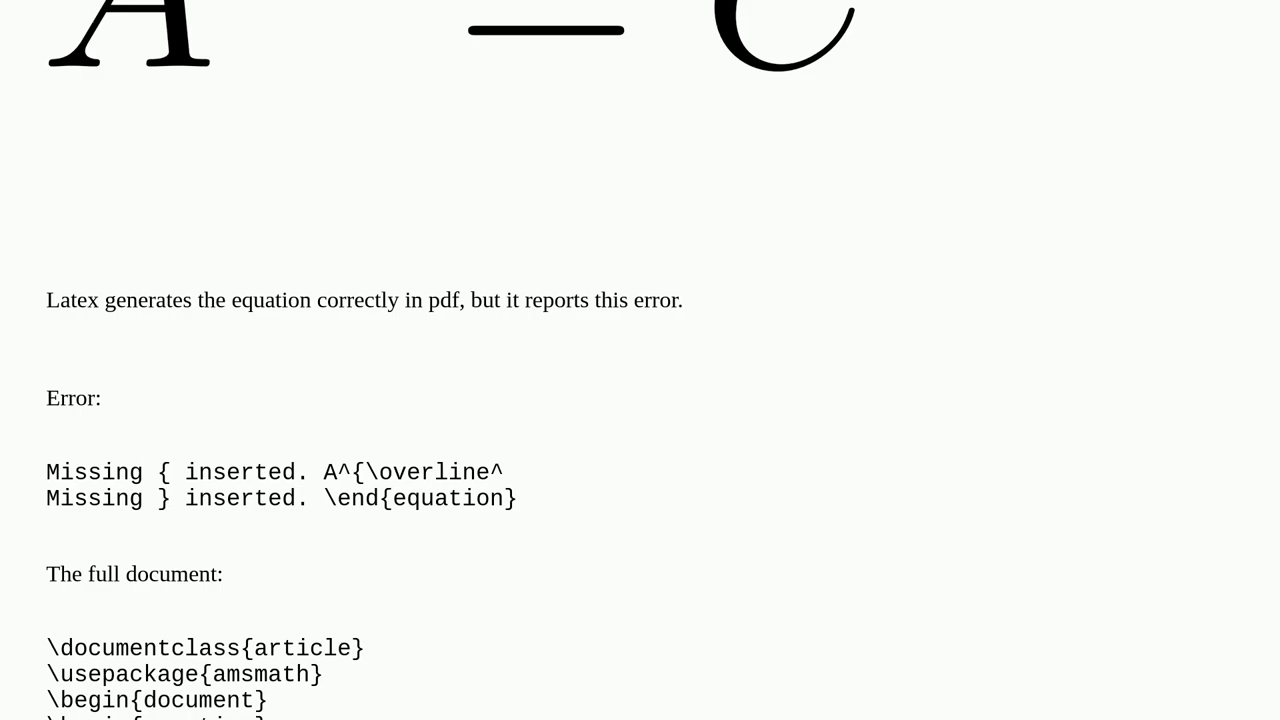 A = C
Latex generates the equation correctly in pdf, but it reports this error.
Error:
Missing { inserted. A^{\overline^
Missing } inserted. \end{equation}
The full document:
\documentclass{article}
\usepackage{amsmath}
\begin{document}